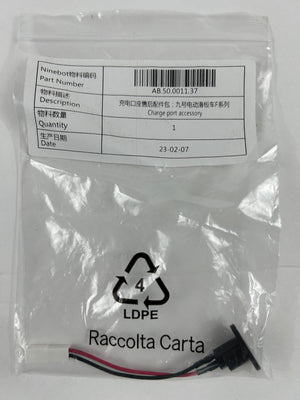 Ninebot物料编码
Part Number
AB.50.0011.37
物料描述
Description
充电口座售后配件包：九号电动滑板车F系列
Charge port accessory
物料数量
Quantity
1
生产日期
Date
23-02-07
4
LDPE
Raccolta Carta